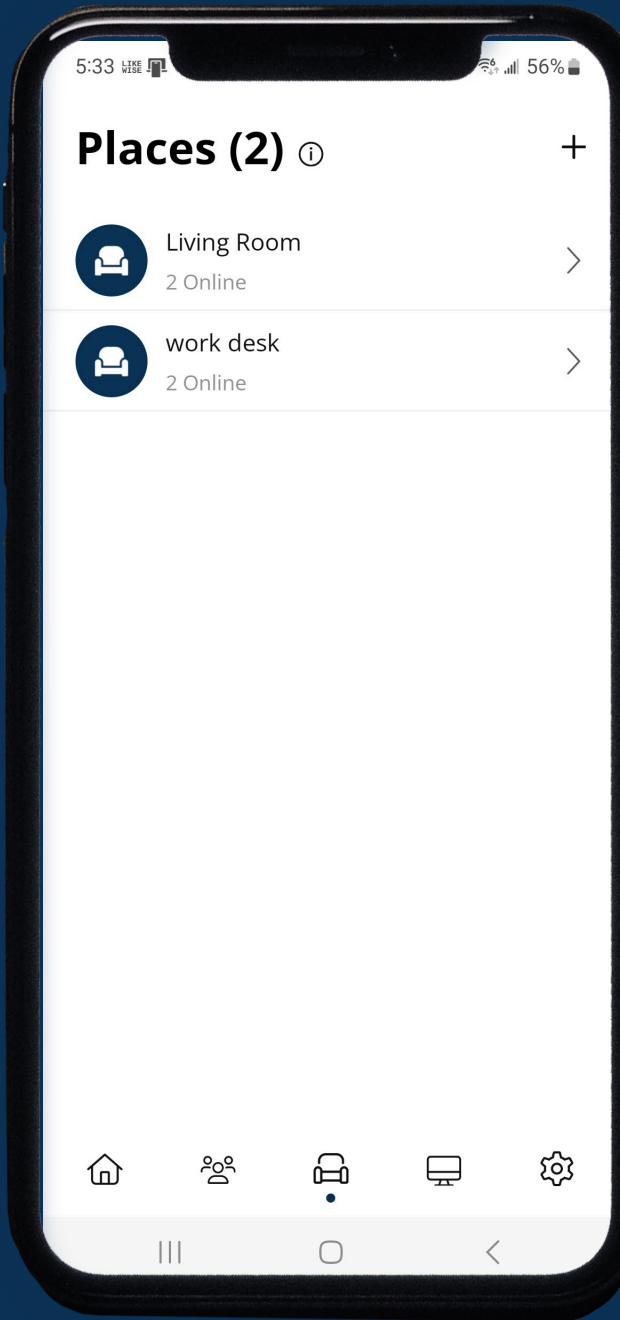 5:33 LIKE WISE 56%
Places (2)
Living Room
2 Online
work desk
2 Online